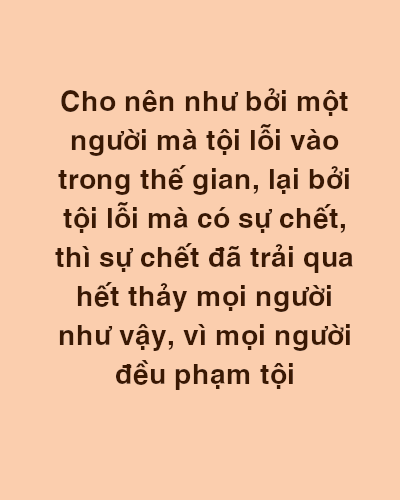 Cho nên như bởi một
người mà tội lỗi vào
trong thế gian, lại bởi
tội lỗi mà có sự chết,
thì sự chết đã trải qua
hết thảy mọi người
như vậy, vì mọi người
đều phạm tội